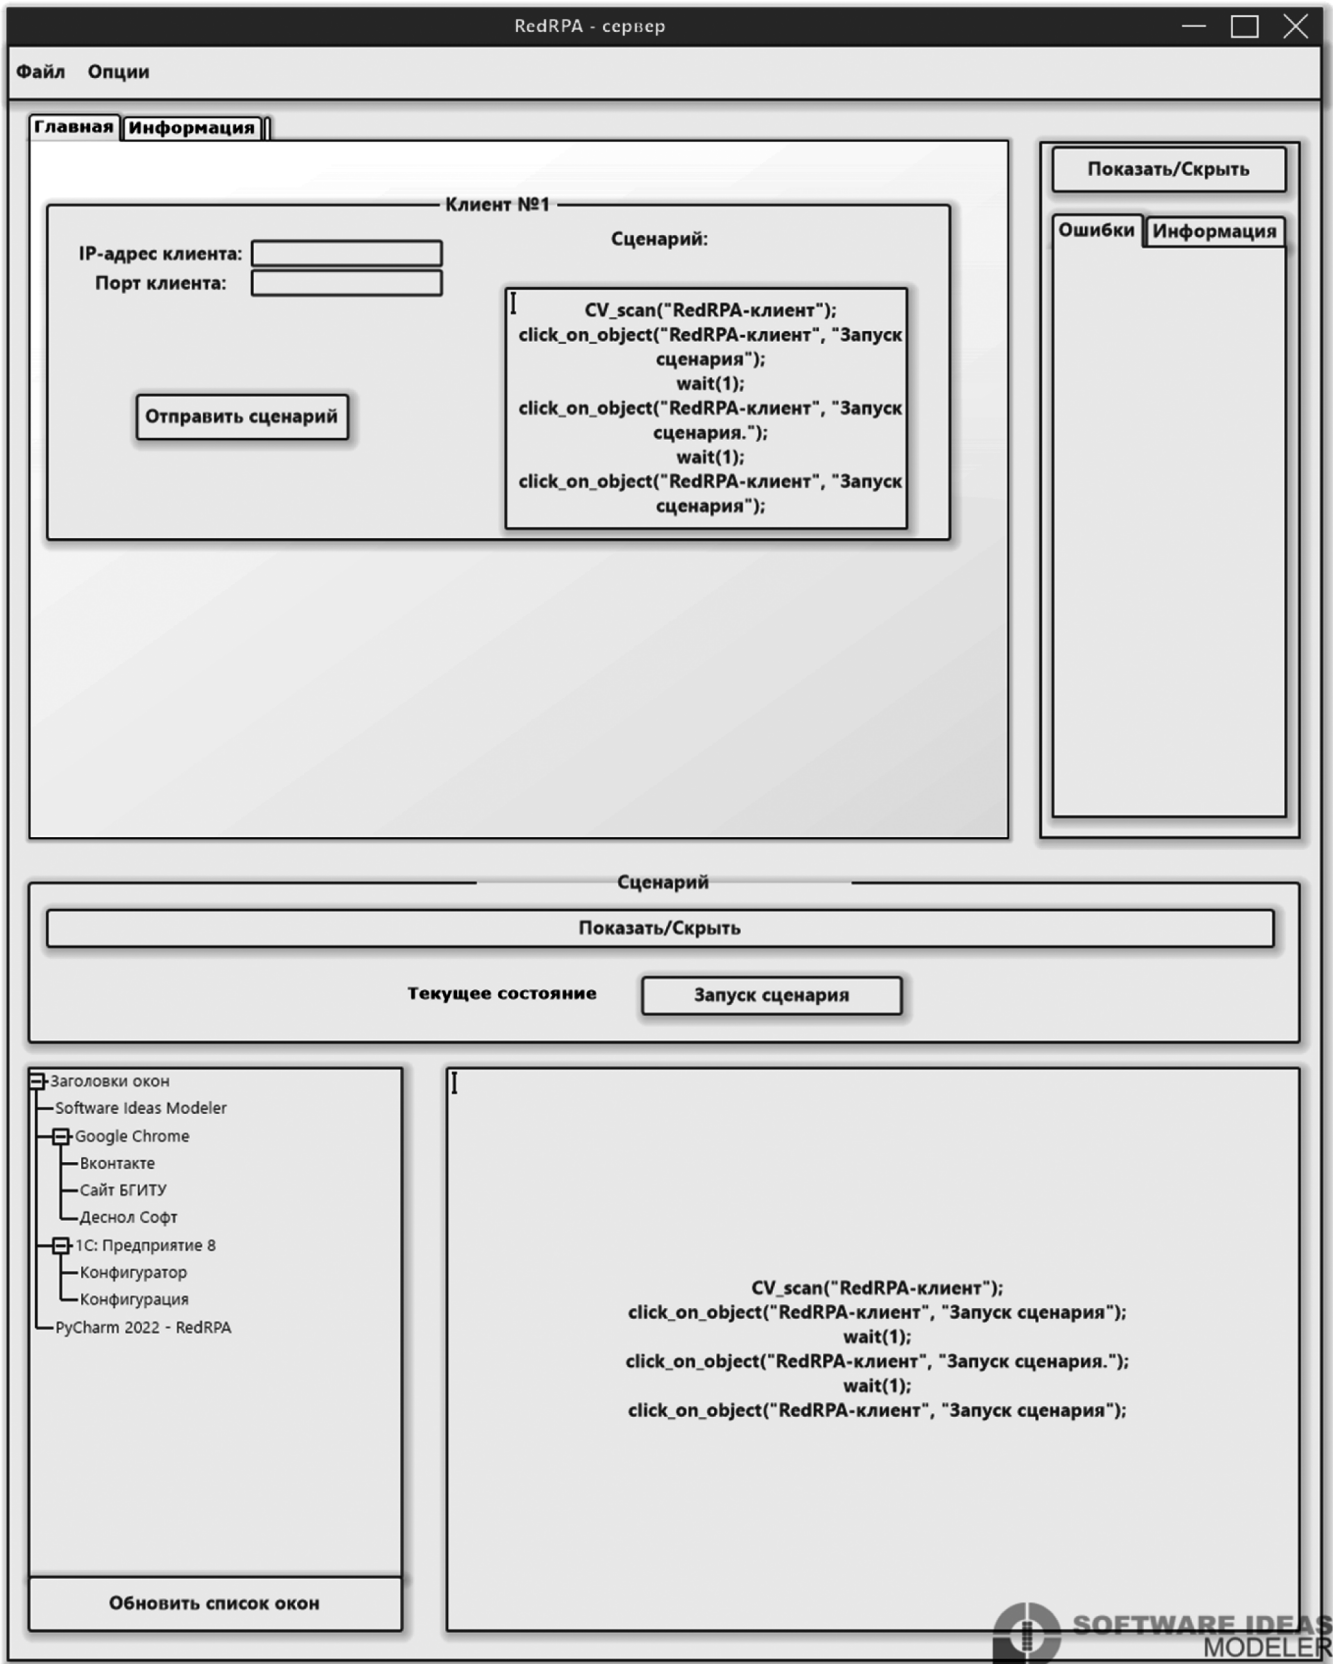 RedRPA - сервер
Файл Опции
Главная Информация
Показать/Скрыть
Ошибки Информация
Клиент №1
IP-адрес клиента:
Порт клиента:
Отправить сценарий
Сценарий:
CV_scan("RedRPA-клиент");
click_on_object("RedRPA-клиент", "Запуск
сценария");
wait(1);
click_on_object("RedRPA-клиент", "Запуск
сценария.");
wait(1);
click_on_object("RedRPA-клиент", "Запуск
сценария");
Сценарий
Показать/Скрыть
Текущее состояние Запуск сценария
Заголовки окон
Software Ideas Modeler
Google Chrome
Вконтакте
Сайт БГИТУ
Деснол Софт
1С: Предприятие 8
Конфигуратор
Конфигурация
PyCharm 2022 - RedRPA
Обновить список окон
CV_scan("RedRPA-клиент");
click_on_object("RedRPA-клиент", "Запуск сценария");
wait(1);
click_on_object("RedRPA-клиент", "Запуск сценария.");
wait(1);
click_on_object("RedRPA-клиент", "Запуск сценария");
SOFTWARE IDEAS
MODELER